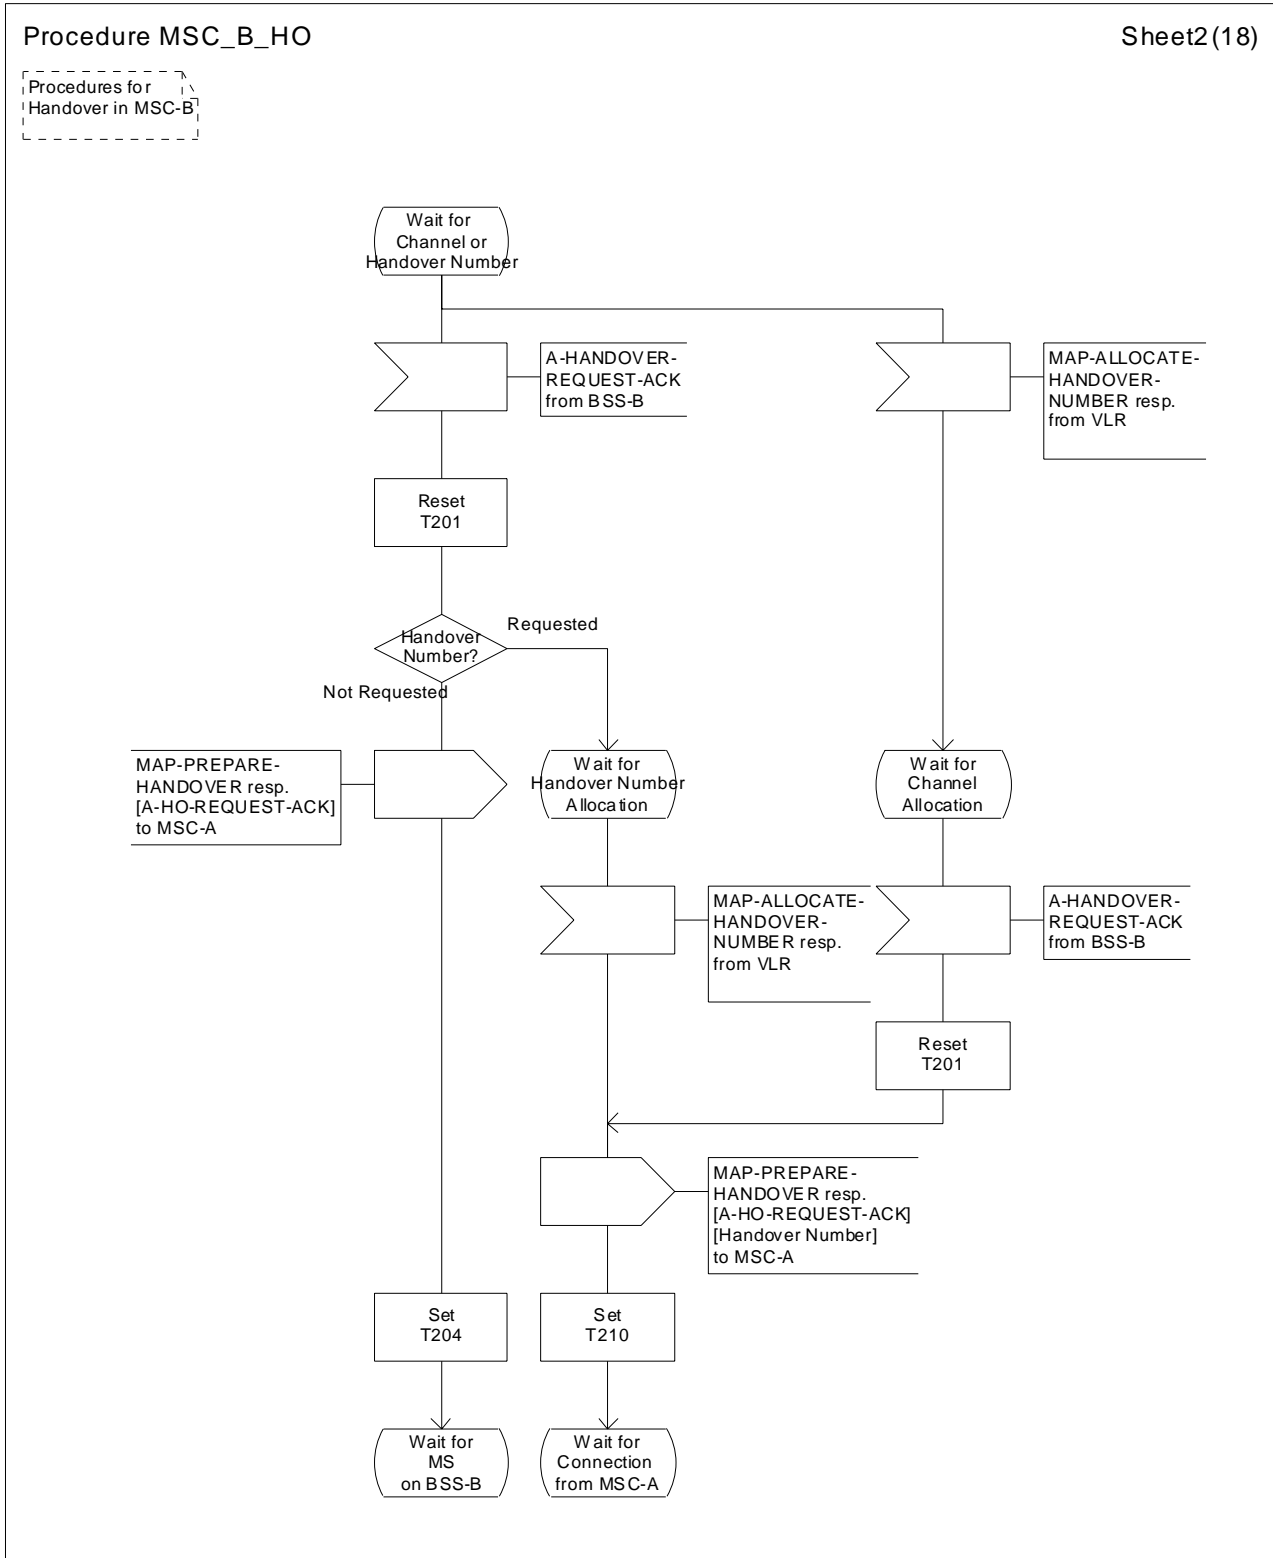 Procedure MSC_B_HO
Sheet2(18)
Procedures for
Handover in MSC-B
Wait for
Channel or
Handover Number
A-HANDOVER-
REQUEST-ACK
from BSS-B
MAP-ALLOCATE-
HANDOVER-
NUMBER resp.
from VLR
Reset
T201
Handover
Number?
Requested
Not Requested
MAP-PREPARE-
HANDOVER resp.
[A-HO-REQUEST-ACK]
to MSC-A
Wait for
Handover Number
Allocation
Wait for
Channel
Allocation
MAP-ALLOCATE-
HANDOVER-
NUMBER resp.
from VLR
A-HANDOVER-
REQUEST-ACK
from BSS-B
Reset
T201
MAP-PREPARE-
HANDOVER resp.
[A-HO-REQUEST-ACK]
[Handover Number]
to MSC-A
Set
T204
Set
T210
Wait for
MS
on BSS-B
Wait for
Connection
from MSC-A